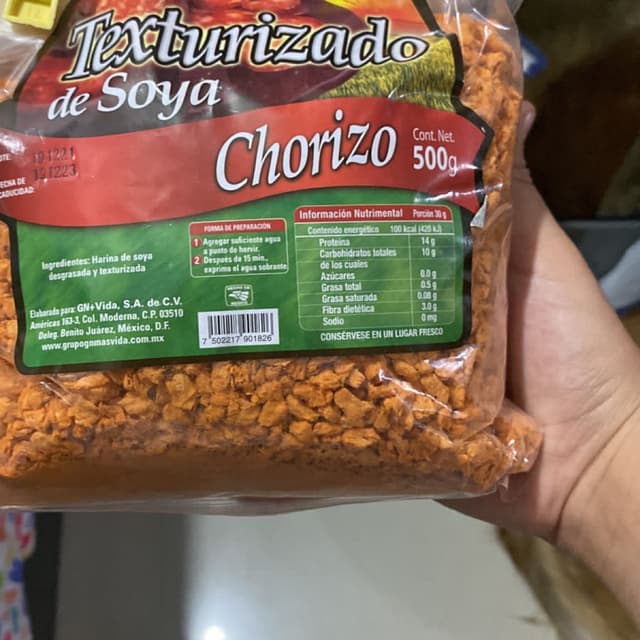 Texturizado
de Soya
Chorizo
Cont. Net.
500g
191221
191223
CADUCIDAD:
Ingredientes: Harina de soya
desgrasada y texturizada
FORMA DE PREPARACIÓN
1 Agregar suficiente agua
a punto de hervir.
2 Después de 15 min.
exprima el agua sobrante
HECHO EN
Información Nutrimental Porción 30 g
Contenido energético 100 kcal (420 kJ)
Proteína 14 g
Carbohidratos totales 10 g
de los cuales
Azúcares 0.0 g
Grasa total 0.5 g
Grasa saturada 0.08 g
Fibra dietética 3.0 g
Sodio 0 mg
CONSÉRVESE EN UN LUGAR FRESCO
Elaborado para: GN+Vida, S.A. de C.V.
Américas 163-3, Col. Moderna, C.P. 03510
Deleg. Benito Juárez, México, D.F.
www.grupognmasvida.com.mx
7 502217 901826